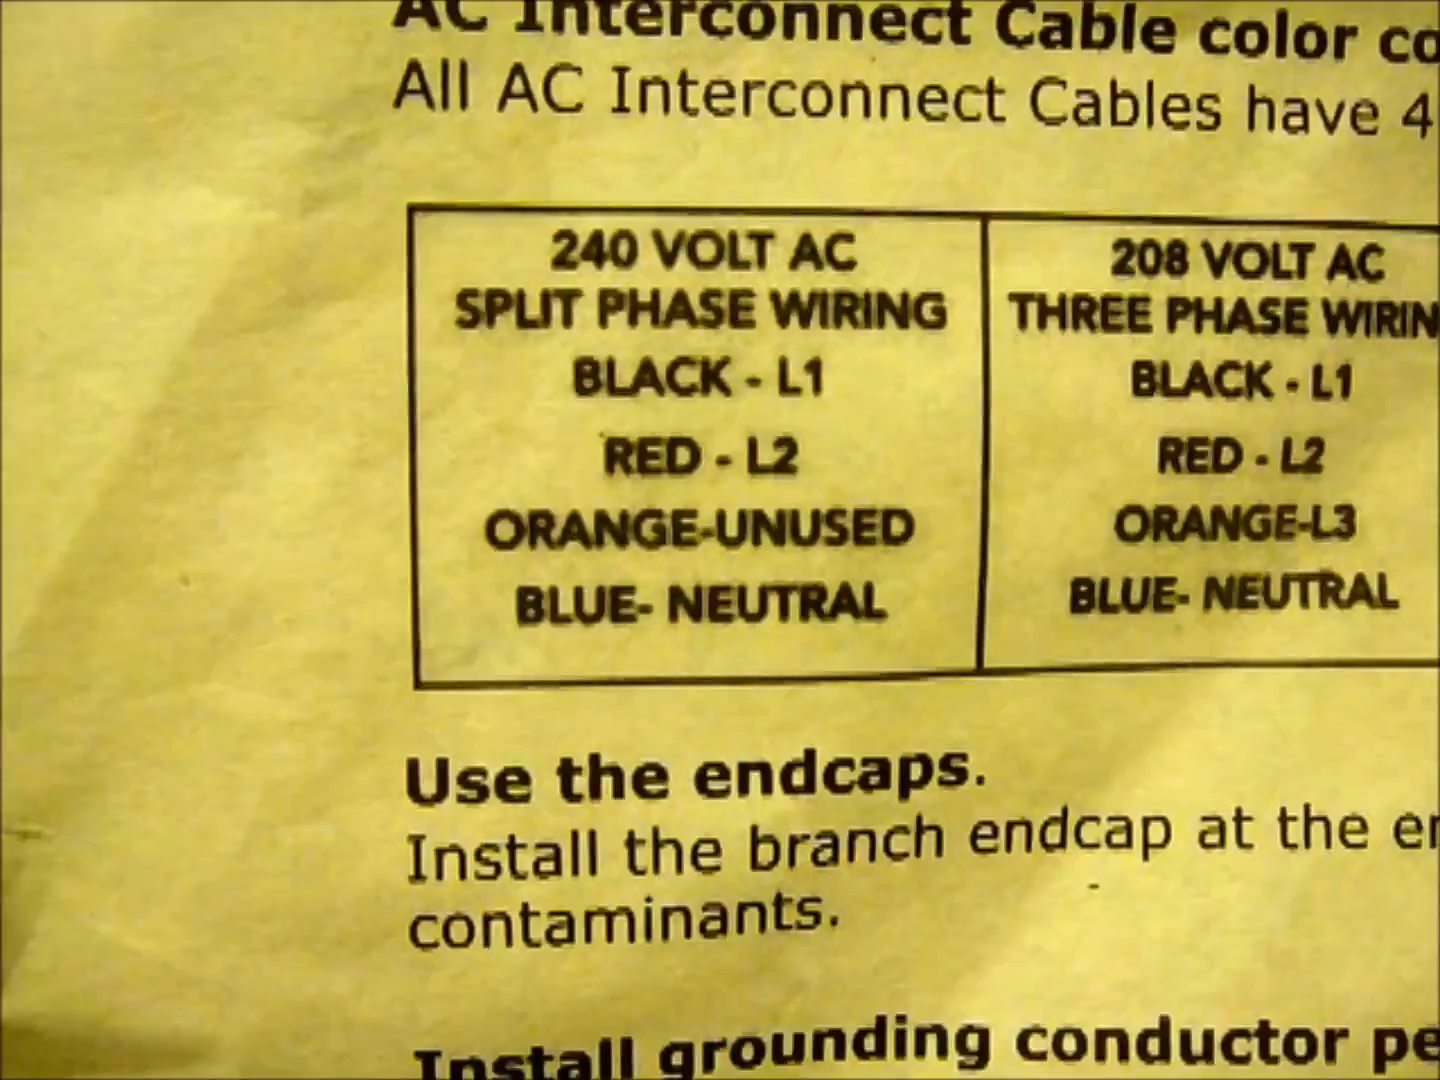 AC Interconnect Cable color
All AC Interconnect Cables have 4
240 VOLT AC
SPLIT PHASE WIRING
BLACK - L1
RED - L2
ORANGE-UNUSED
BLUE- NEUTRAL
208 VOLT AC
THREE PHASE WIRIN
BLACK - L1
RED - L2
ORANGE-L3
BLUE- NEUTRAL
Use the endcaps.
Install the branch endcap at the
contaminants.
Install grounding conductor